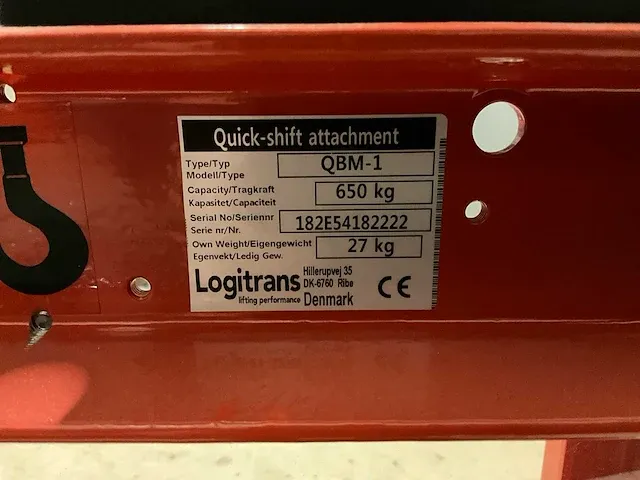 Quick-shift attachment
Type/Typ
Modell/Type
QBM-1
Capacity/Tragkraft
Kapasitet/Capaciteit
650 kg
Serial No/Seriennr
Serie nr/Nr.
182E54182222
Own Weight/Eigengewicht
Egenvekt/Ledig Gew.
27 kg
Logitrans
lifting performance
Hillerupvej 35
DK-6760 Ribe
Denmark
CE